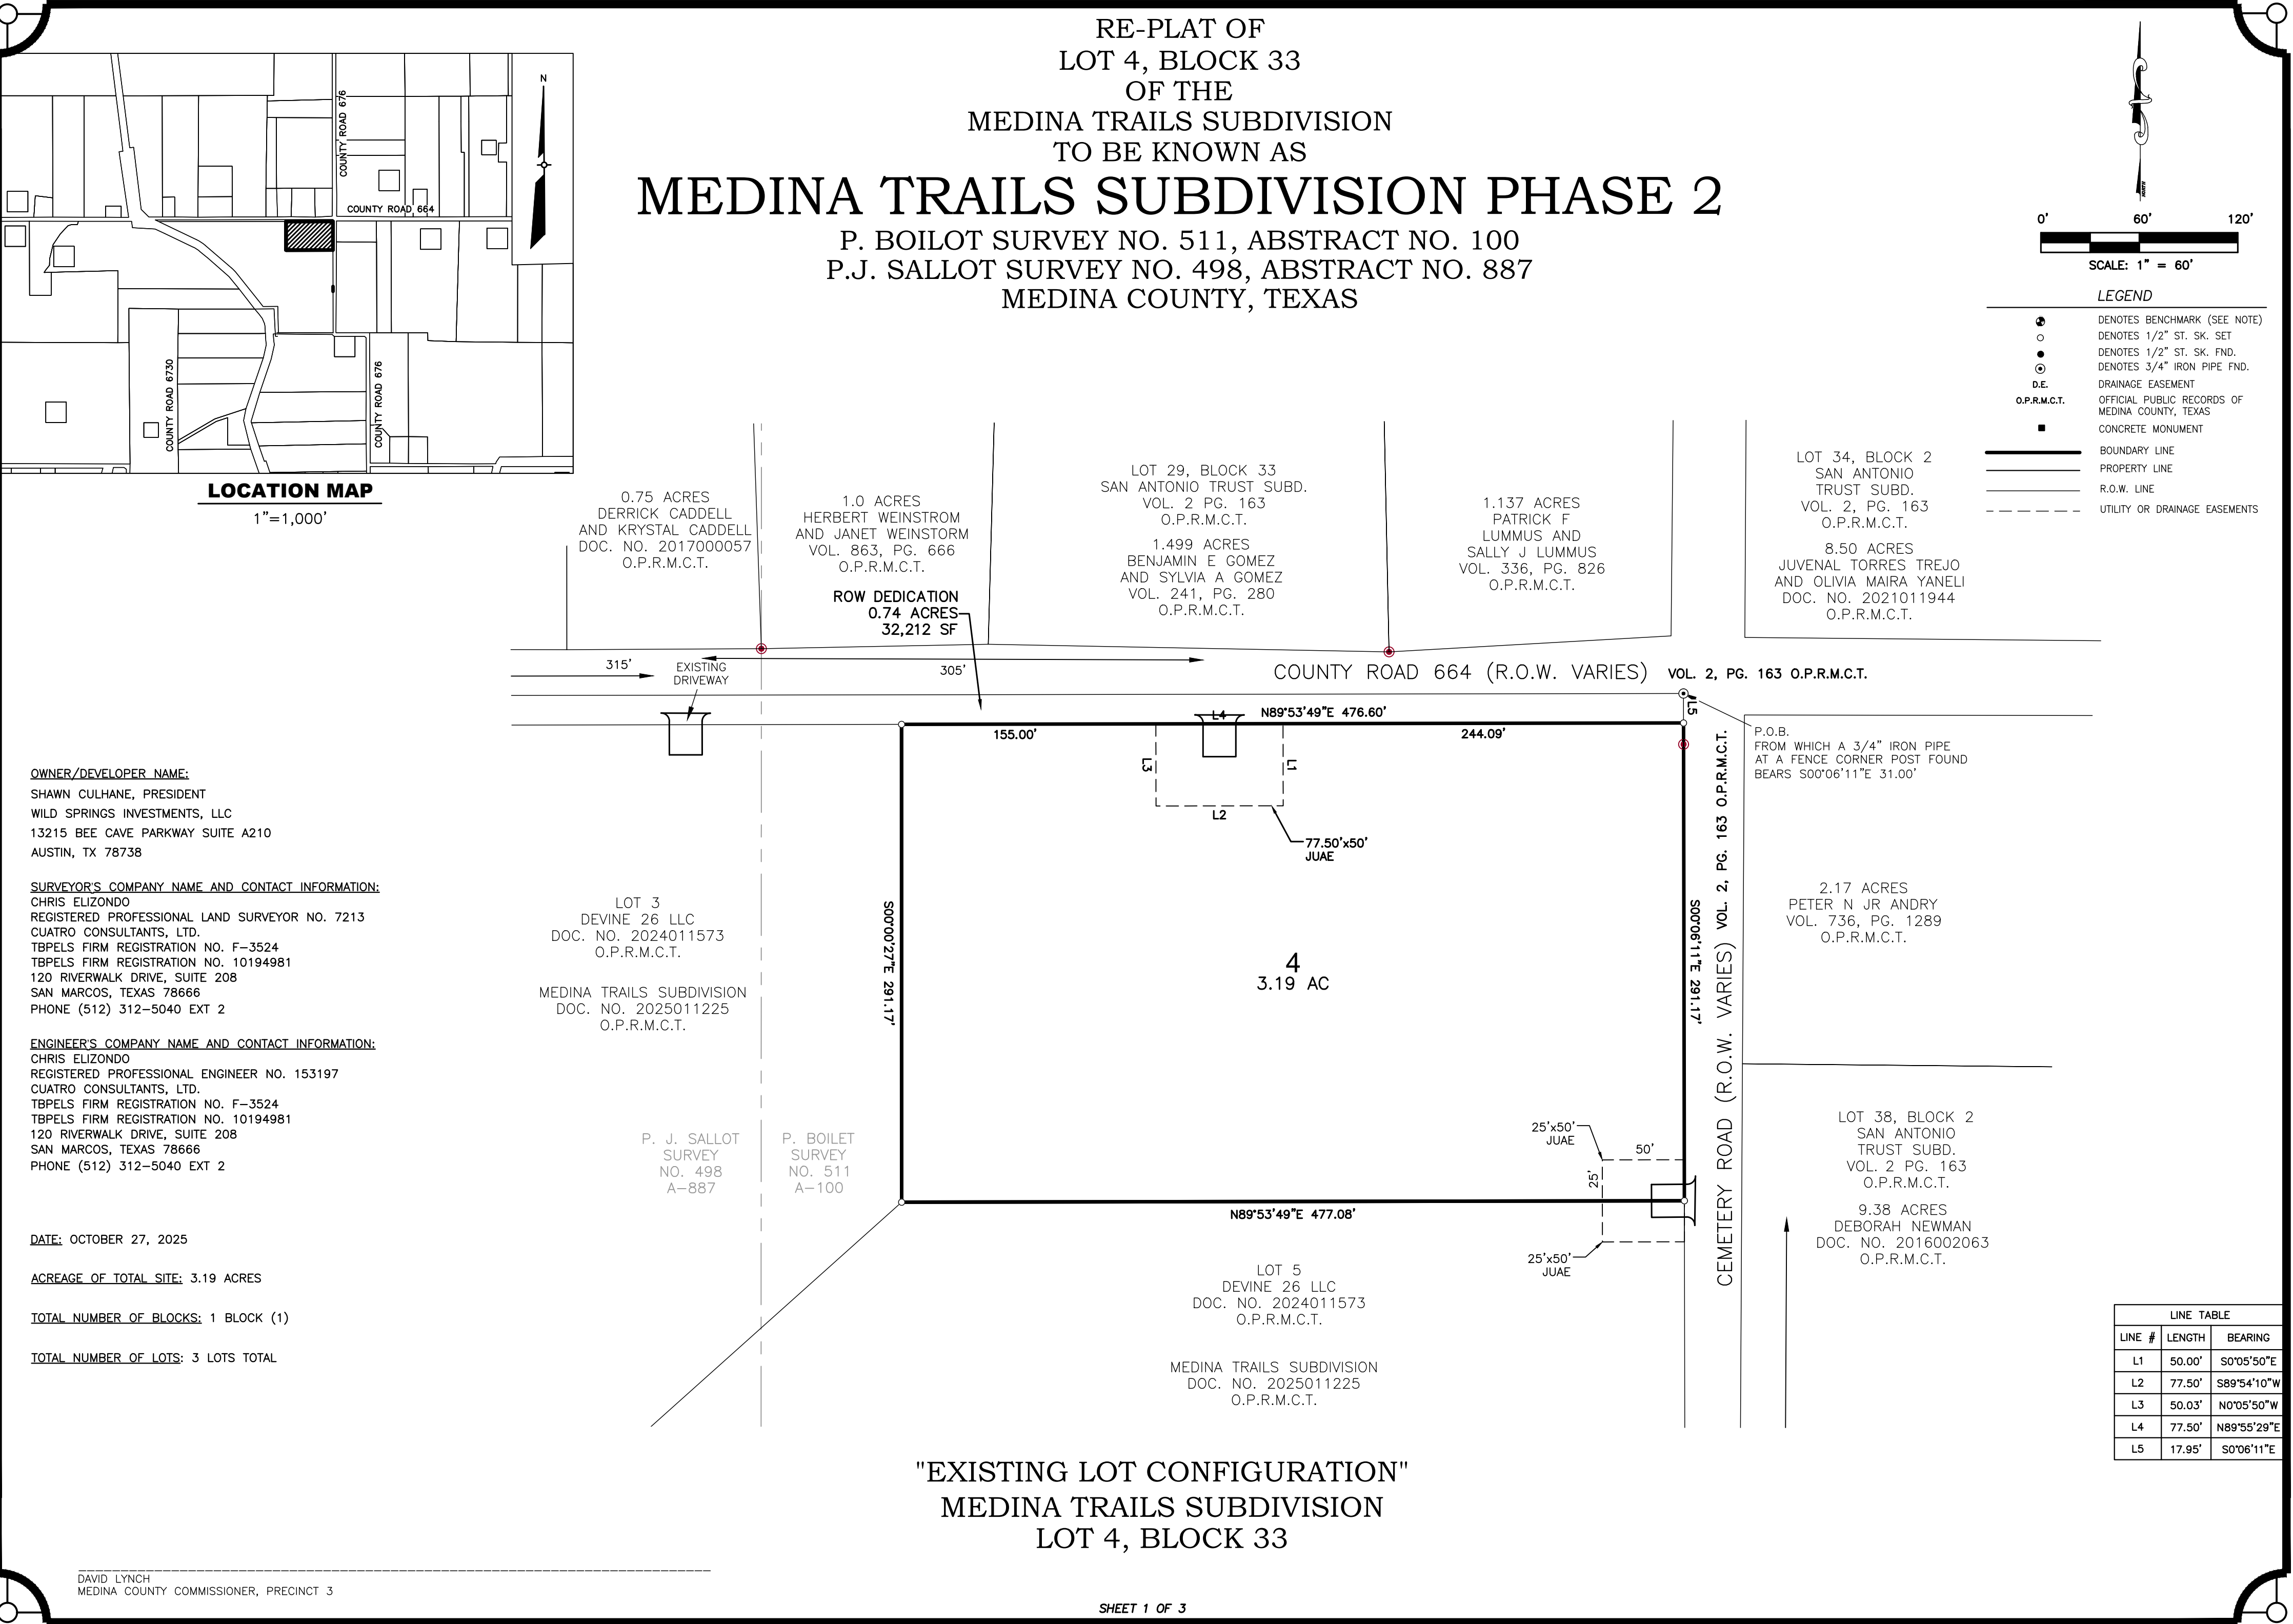 RE-PLAT OF
LOT 4, BLOCK 33
OF THE
MEDINA TRAILS SUBDIVISION
TO BE KNOWN AS
MEDINA TRAILS SUBDIVISION PHASE 2
P. BOILOT SURVEY NO. 511, ABSTRACT NO. 100
P.J. SALLOT SURVEY NO. 498, ABSTRACT NO. 887
MEDINA COUNTY, TEXAS
N
COUNTY ROAD 676
COUNTY ROAD 664
COUNTY ROAD 6730
COUNTY ROAD 676
LOCATION MAP
1"=1,000'
0' 60' 120'
SCALE: 1" = 60'
LEGEND
DENOTES BENCHMARK (SEE NOTE)
DENOTES 1/2" ST. SK. SET
DENOTES 1/2" ST. SK. FND.
DENOTES 3/4" IRON PIPE FND.
D.E. DRAINAGE EASEMENT
O.P.R.M.C.T. OFFICIAL PUBLIC RECORDS OF
MEDINA COUNTY, TEXAS
CONCRETE MONUMENT
BOUNDARY LINE
PROPERTY LINE
R.O.W. LINE
UTILITY OR DRAINAGE EASEMENTS
0.75 ACRES
DERRICK CADDELL
AND KRYSTAL CADDELL
DOC. NO. 2017000057
O.P.R.M.C.T.
1.0 ACRES
HERBERT WEINSTROM
AND JANET WEINSTORM
VOL. 863, PG. 666
O.P.R.M.C.T.
LOT 29, BLOCK 33
SAN ANTONIO TRUST SUBD.
VOL. 2 PG. 163
O.P.R.M.C.T.
1.499 ACRES
BENJAMIN E GOMEZ
AND SYLVIA A GOMEZ
VOL. 241, PG. 280
O.P.R.M.C.T.
1.137 ACRES
PATRICK F
LUMMUS AND
SALLY J LUMMUS
VOL. 336, PG. 826
O.P.R.M.C.T.
LOT 34, BLOCK 2
SAN ANTONIO
TRUST SUBD.
VOL. 2, PG. 163
O.P.R.M.C.T.
8.50 ACRES
JUVENAL TORRES TREJO
AND OLIVIA MAIRA YANELI
DOC. NO. 2021011944
O.P.R.M.C.T.
ROW DEDICATION
0.74 ACRES
32,212 SF
315'
EXISTING
DRIVEWAY
305'
COUNTY ROAD 664 (R.O.W. VARIES) VOL. 2, PG. 163 O.P.R.M.C.T.
L5
L4
N89°53'49"E 476.60'
155.00'
244.09'
L3
L1
L2
77.50'x50'
JUAE
P.O.B.
FROM WHICH A 3/4" IRON PIPE
AT A FENCE CORNER POST FOUND
BEARS S00°06'11"E 31.00'
OWNER/DEVELOPER NAME:
SHAWN CULHANE, PRESIDENT
WILD SPRINGS INVESTMENTS, LLC
13215 BEE CAVE PARKWAY SUITE A210
AUSTIN, TX 78738
SURVEYOR'S COMPANY NAME AND CONTACT INFORMATION:
CHRIS ELIZONDO
REGISTERED PROFESSIONAL LAND SURVEYOR NO. 7213
CUATRO CONSULTANTS, LTD.
TBPELS FIRM REGISTRATION NO. F-3524
TBPELS FIRM REGISTRATION NO. 10194981
120 RIVERWALK DRIVE, SUITE 208
SAN MARCOS, TEXAS 78666
PHONE (512) 312-5040 EXT 2
ENGINEER'S COMPANY NAME AND CONTACT INFORMATION:
CHRIS ELIZONDO
REGISTERED PROFESSIONAL ENGINEER NO. 153197
CUATRO CONSULTANTS, LTD.
TBPELS FIRM REGISTRATION NO. F-3524
TBPELS FIRM REGISTRATION NO. 10194981
120 RIVERWALK DRIVE, SUITE 208
SAN MARCOS, TEXAS 78666
PHONE (512) 312-5040 EXT 2
DATE: OCTOBER 27, 2025
ACREAGE OF TOTAL SITE: 3.19 ACRES
TOTAL NUMBER OF BLOCKS: 1 BLOCK (1)
TOTAL NUMBER OF LOTS: 3 LOTS TOTAL
LOT 3
DEVINE 26 LLC
DOC. NO. 2024011573
O.P.R.M.C.T.
MEDINA TRAILS SUBDIVISION
DOC. NO. 2025011225
O.P.R.M.C.T.
P. J. SALLOT
SURVEY
NO. 498
A-887
P. BOILET
SURVEY
NO. 511
A-100
S00°00'27"E 291.17'
4
3.19 AC
S00°06'11"E 291.17'
CEMETERY ROAD (R.O.W. VARIES) VOL. 2, PG. 163 O.P.R.M.C.T.
2.17 ACRES
PETER N JR ANDRY
VOL. 736, PG. 1289
O.P.R.M.C.T.
LOT 38, BLOCK 2
SAN ANTONIO
TRUST SUBD.
VOL. 2 PG. 163
O.P.R.M.C.T.
9.38 ACRES
DEBORAH NEWMAN
DOC. NO. 2016002063
O.P.R.M.C.T.
25'x50'
JUAE
50'
25'
N89°53'49"E 477.08'
25'x50'
JUAE
LOT 5
DEVINE 26 LLC
DOC. NO. 2024011573
O.P.R.M.C.T.
MEDINA TRAILS SUBDIVISION
DOC. NO. 2025011225
O.P.R.M.C.T.
LINE TABLE
LINE # LENGTH BEARING
L1 50.00' S0°05'50"E
L2 77.50' S89°54'10"W
L3 50.03' N0°05'50"W
L4 77.50' N89°55'29"E
L5 17.95' S0°06'11"E
"EXISTING LOT CONFIGURATION"
MEDINA TRAILS SUBDIVISION
LOT 4, BLOCK 33
DAVID LYNCH
MEDINA COUNTY COMMISSIONER, PRECINCT 3
SHEET 1 OF 3